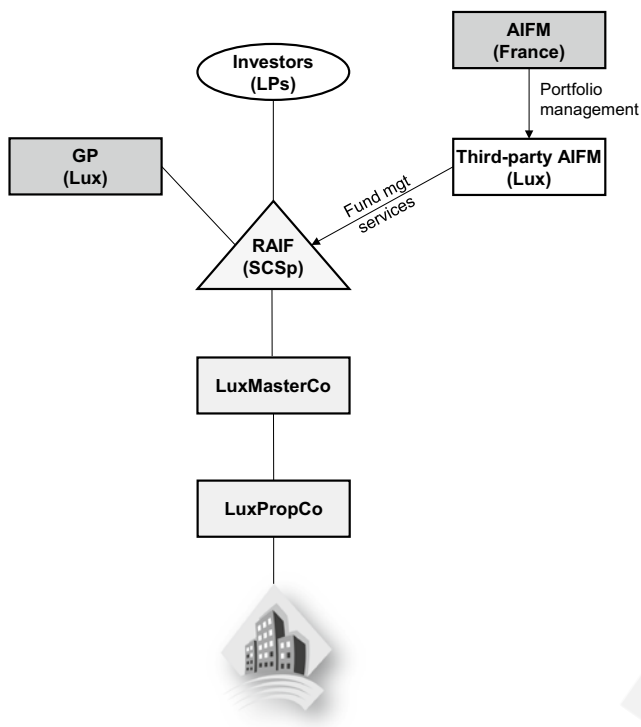 AIFM
(France)
Investors
(LPs)
Portfolio
management
GP
(Lux)
Third-party AIFM
(Lux)
Fund mgt
services
RAIF
(SCSp)
LuxMasterCo
LuxPropCo